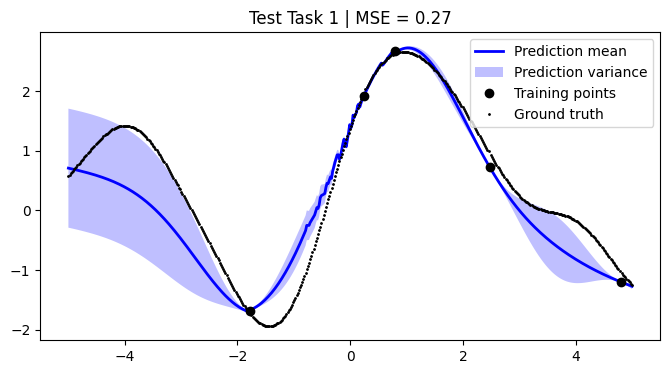 Test Task 1 | MSE = 0.27
Prediction mean
Prediction variance
Training points
Ground truth
2
1
0
−1
−2
−4
−2
0
2
4